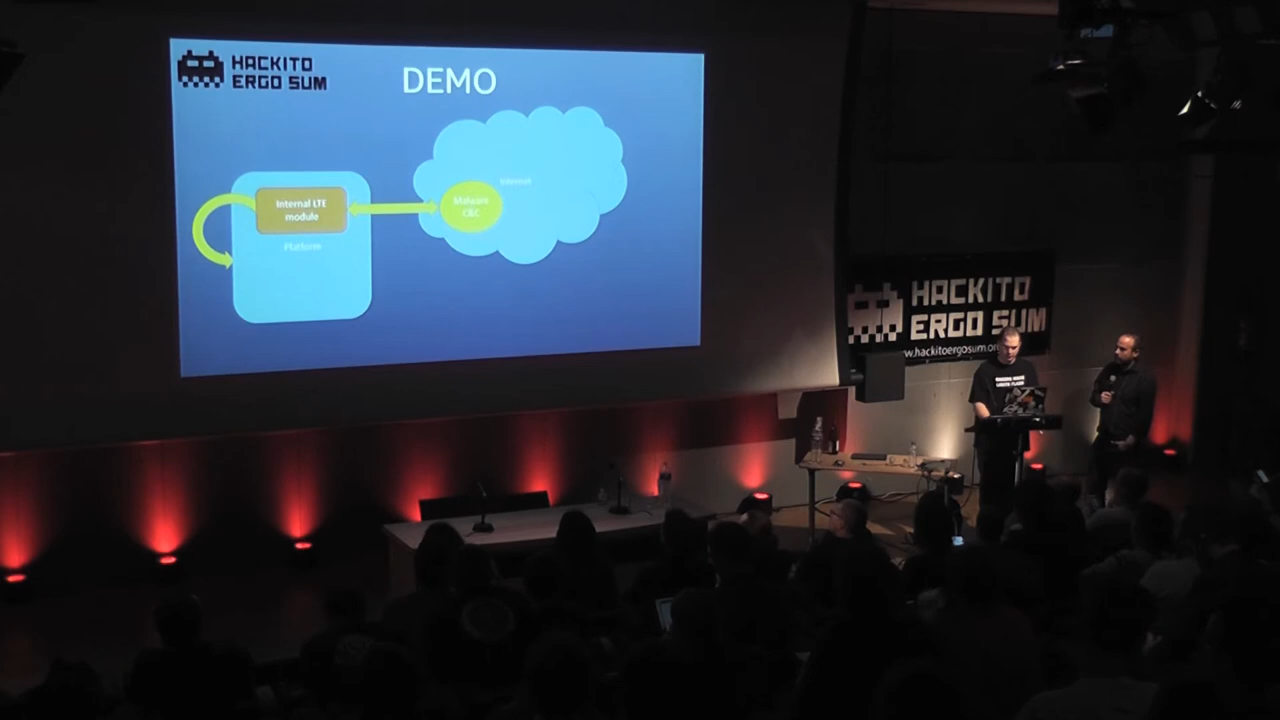 HACKITO
ERGO SUM
DEMO
Internal LTE
module
Platform
Internet
Malware
C&C
HACKITO
ERGO SUM
www.hackitoergosum.org